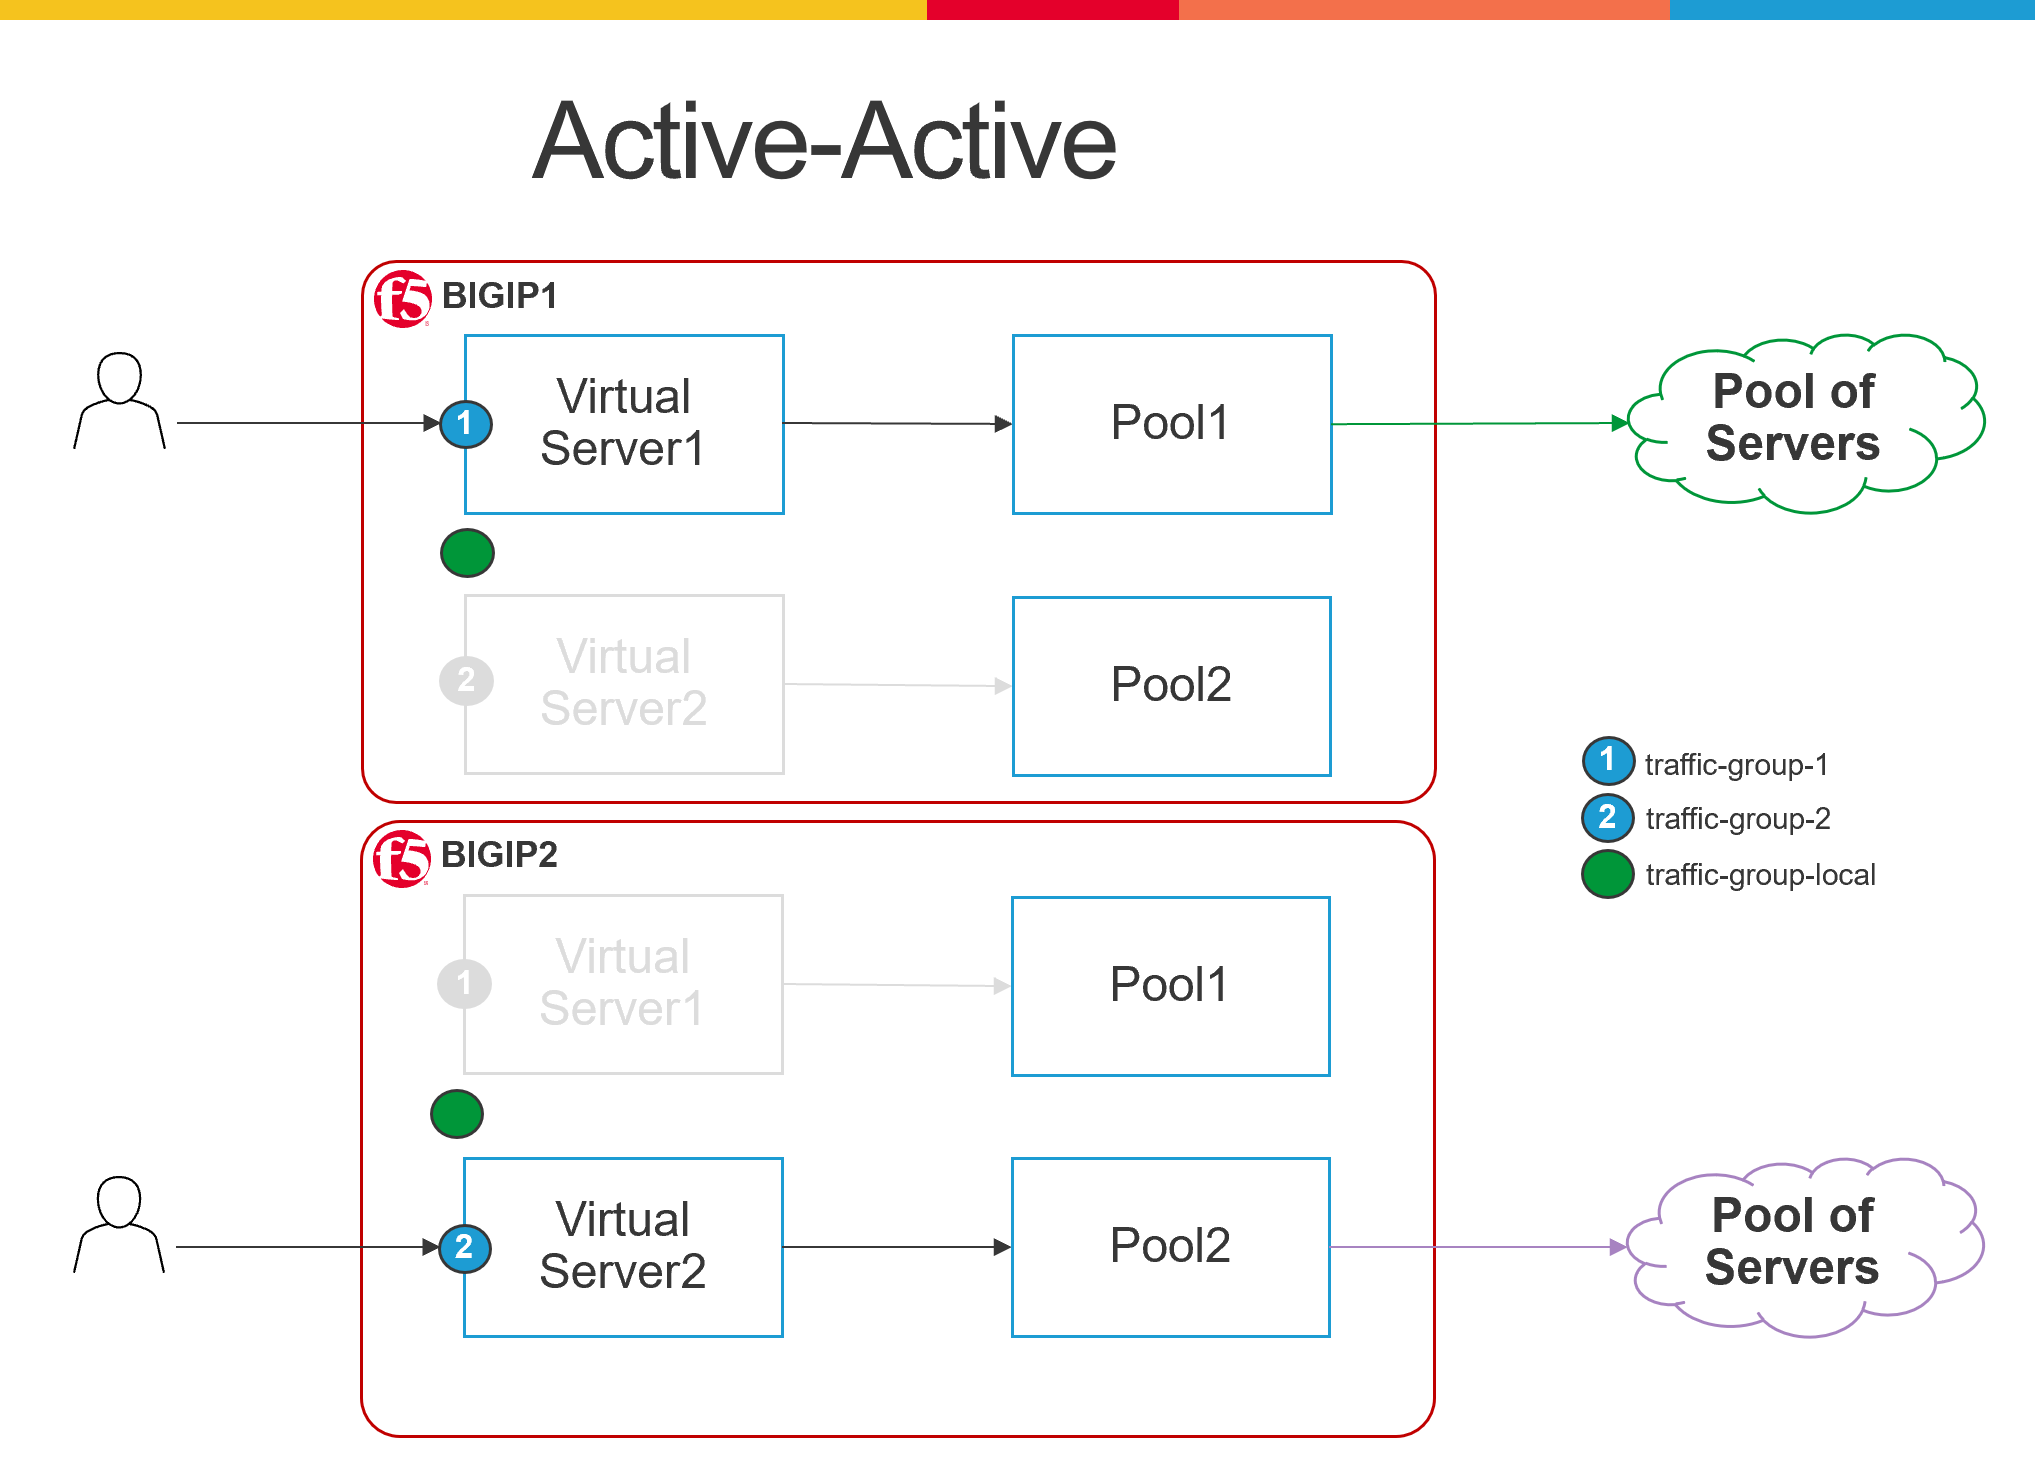 Active-Active
f5 BIGIP1
1
Virtual
Server1
Pool1
Pool of
Servers
2
Virtual
Server2
Pool2
1 traffic-group-1
2 traffic-group-2
traffic-group-local
f5 BIGIP2
1
Virtual
Server1
Pool1
2
Virtual
Server2
Pool2
Pool of
Servers